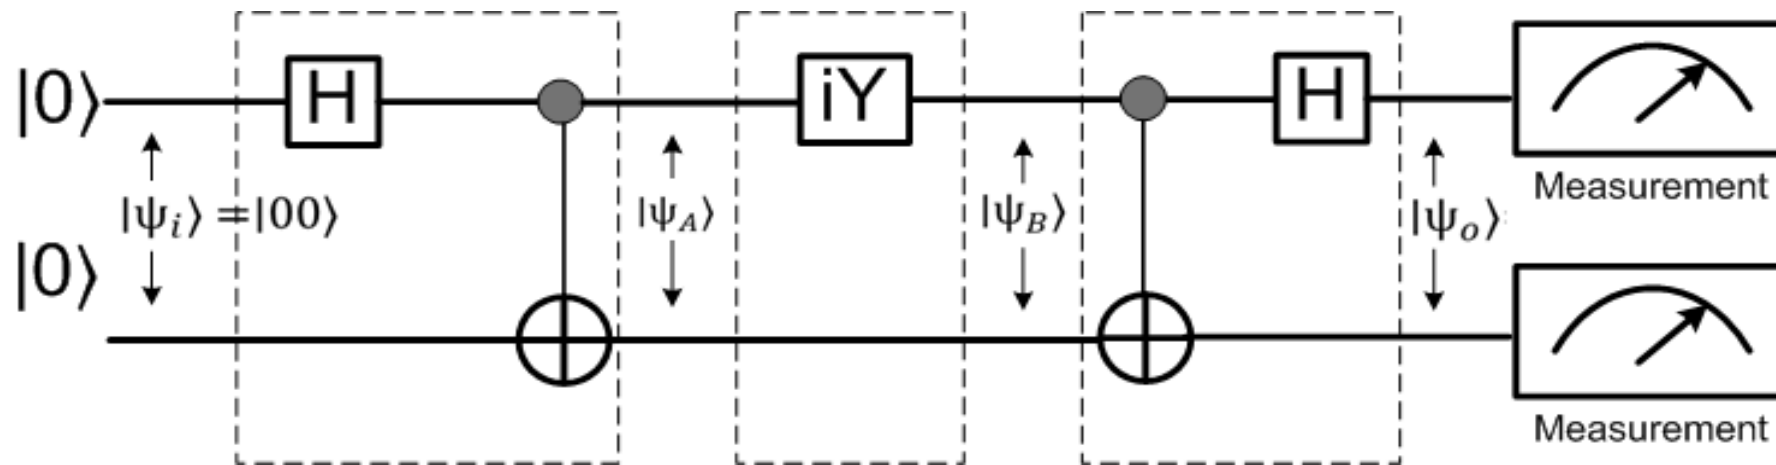 |0⟩
H
iY
H
Measurement
|ψ_i⟩ = |00⟩
|ψ_A⟩
|ψ_B⟩
|ψ_o⟩:
|0⟩
Measurement